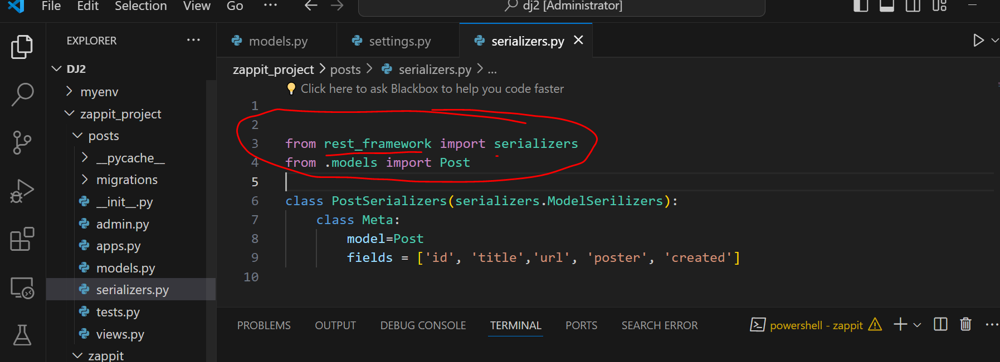 File Edit Selection View Go ... dj2 [Administrator]
EXPLORER ...
models.py settings.py serializers.py
DJ2
zappit_project > posts > serializers.py > ...
myenv
Click here to ask Blackbox to help you code faster
zappit_project
1
posts
2
__pycache__
3 from rest_framework import serializers
migrations
4 from .models import Post
__init__.py
5
admin.py
6 class PostSerializers(serializers.ModelSerilizers):
apps.py
7 class Meta:
models.py
8 model=Post
serializers.py
9 fields = ['id', 'title','url', 'poster', 'created']
tests.py
10
views.py
zappit
PROBLEMS OUTPUT DEBUG CONSOLE TERMINAL PORTS SEARCH ERROR powershell - zappit ...